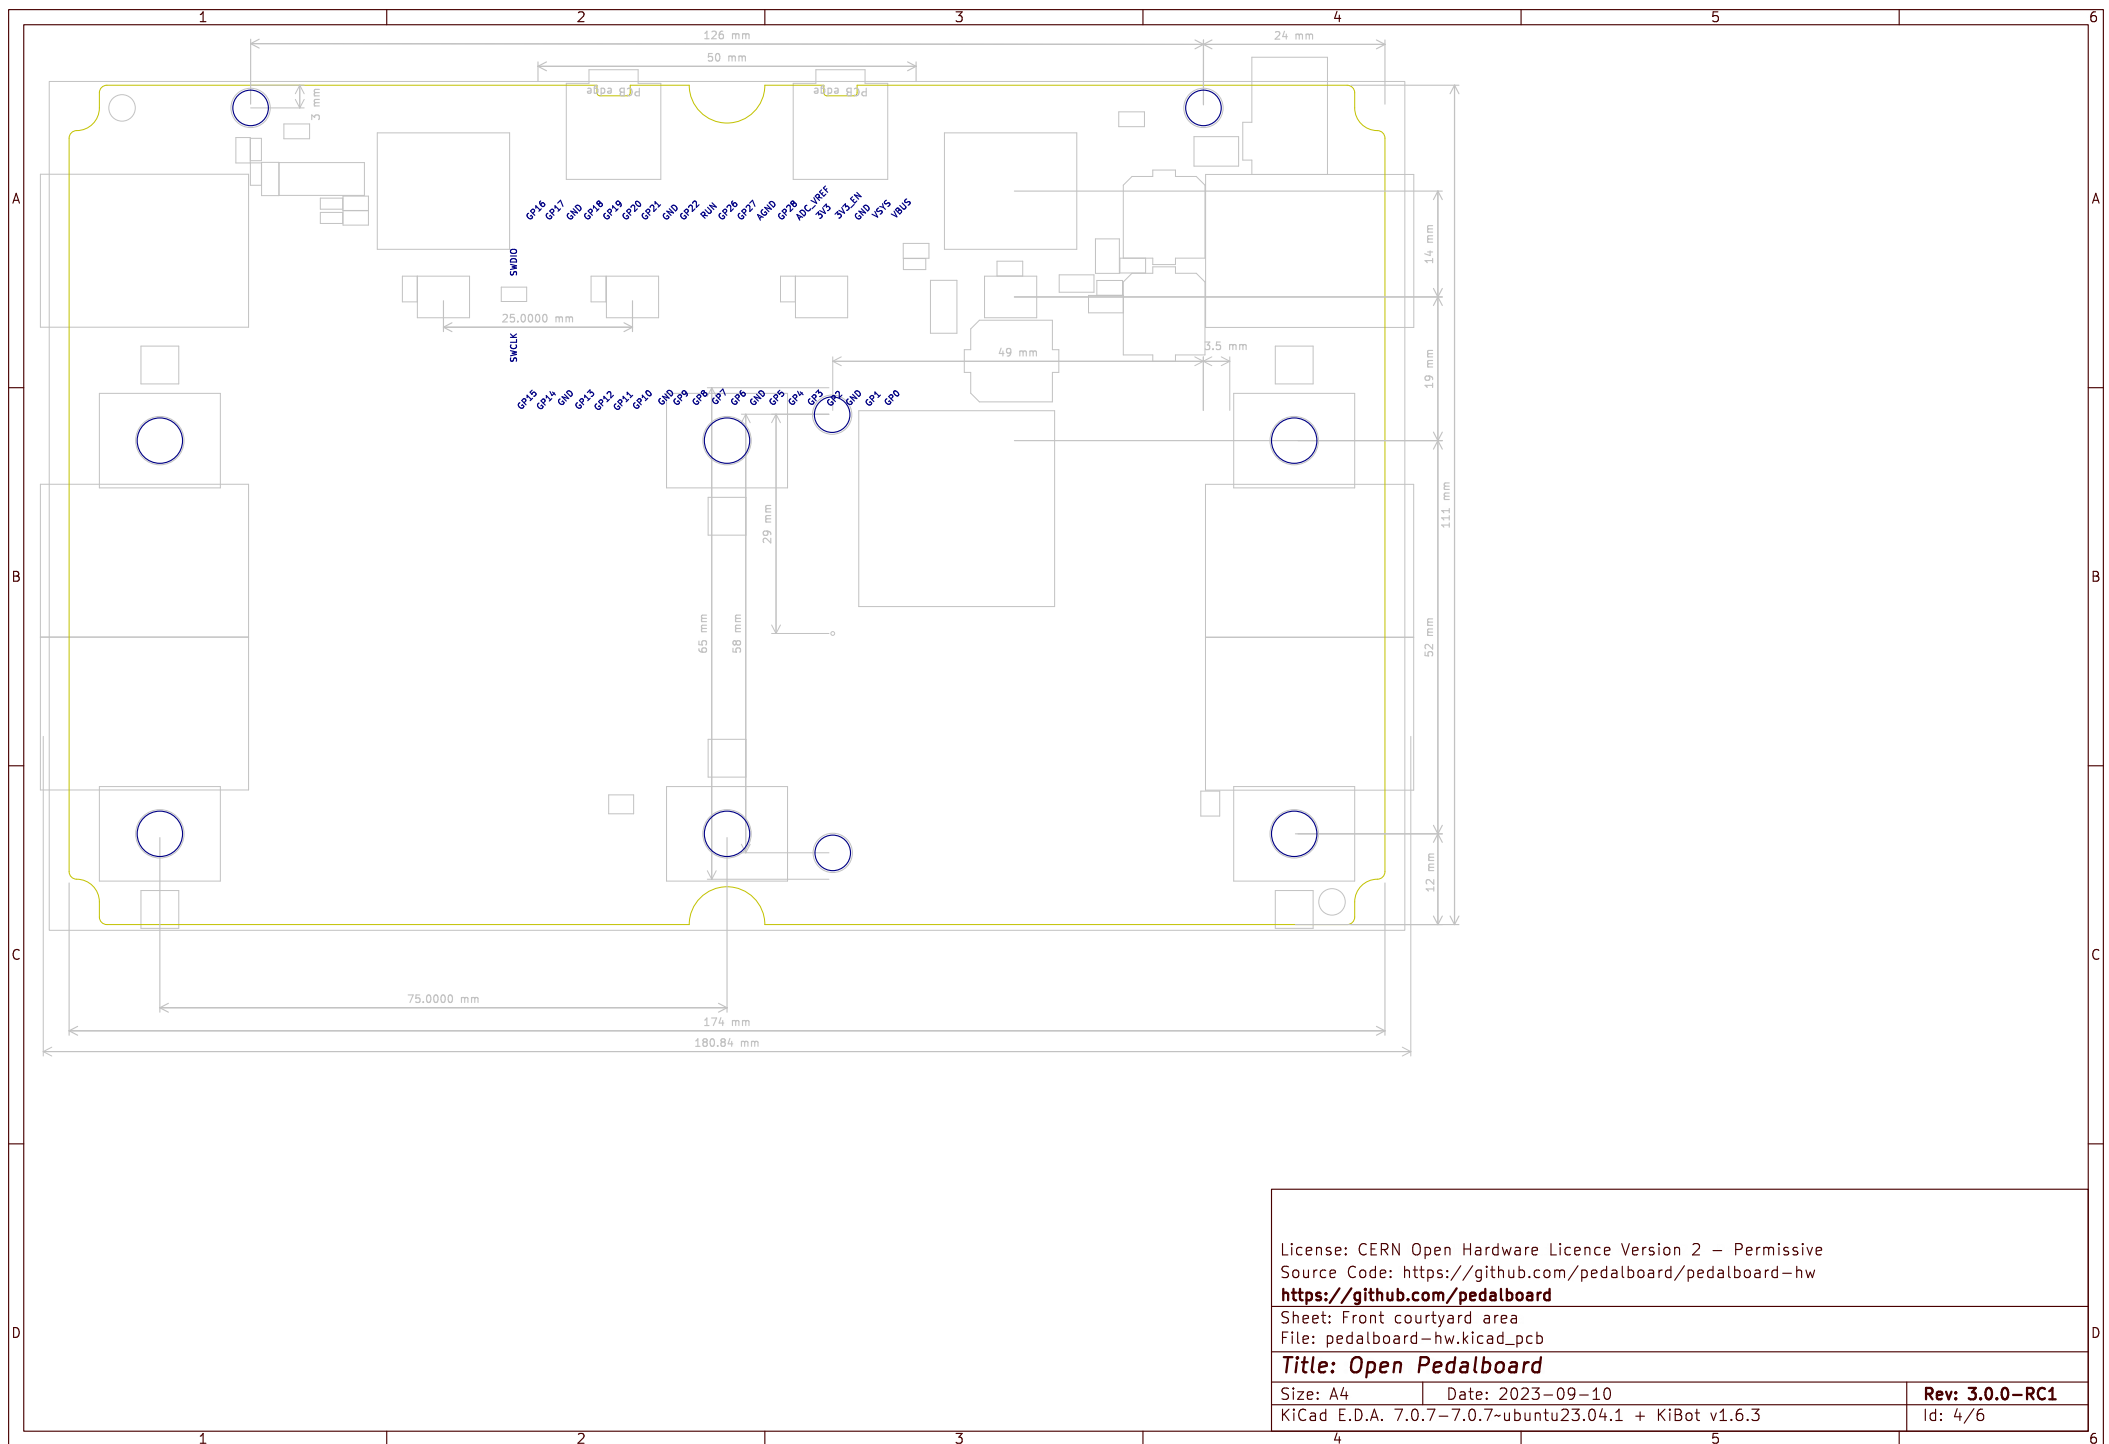 1 2 3 4 5 6
126 mm
24 mm
50 mm
PCB edge
PCB edge
3 mm
A
A
GP16 GP17 GND GP18 GP19 GP20 GP21 GND GP22 RUN GP26 GP27 AGND GP28 ADC_VREF 3V3 3V3_EN GND VSYS VBUS
14 mm
SWDIO
25.0000 mm
SWCLK
49 mm
3.5 mm
19 mm
GP15 GP14 GND GP13 GP12 GP11 GP10 GND GP9 GP8 GP7 GP6 GND GP5 GP4 GP3 GP2 GND GP1 GP0
111 mm
29 mm
B
B
65 mm
58 mm
52 mm
12 mm
C
C
75.0000 mm
174 mm
180.84 mm
License: CERN Open Hardware Licence Version 2 - Permissive
Source Code: https://github.com/pedalboard/pedalboard-hw
https://github.com/pedalboard
Sheet: Front courtyard area
File: pedalboard-hw.kicad_pcb
D
D
Title: Open Pedalboard
Size: A4
Date: 2023-09-10
Rev: 3.0.0-RC1
KiCad E.D.A. 7.0.7-7.0.7~ubuntu23.04.1 + KiBot v1.6.3
Id: 4/6
1 2 3 4 5 6